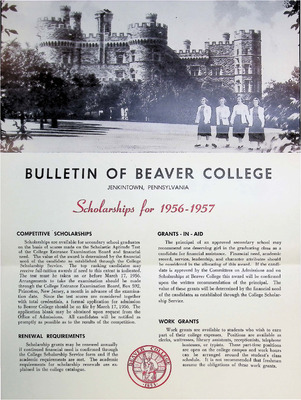 BULLETIN OF BEAVER COLLEGE
JENKINTOWN, PENNSYLVANIA
Scholarships for 1956-1957
COMPETITIVE SCHOLARSHIPS
Scholarships are available for secondary school graduates
on the basis of scores made on the Scholastic Aptitude Test
of the College Entrance Examination Board and financial
need. The value of the award is determined by the financial
need of the candidate as established through the College
Scholarship Service. The top ranking candidates may
receive full tuition awards if need to this extent is indicated.
The test must be taken on or before March 17, 1956.
Arrangements to take the examination should be made
through the College Entrance Examination Board, Box 592,
Princeton, New Jersey, a month in advance of the examina-
tion date. Since the test scores are considered together
with total credentials, a formal application for admission
to Beaver College should be on file by March 17, 1956. The
application blank may be obtained upon request from the
Office of Admissions. All candidates will be notified as
promptly as possible as to the results of the competition.
RENEWAL REQUIREMENTS
Scholarship grants may be renewed annually
if continued financial need is confirmed through
the College Scholarship Service form and if the
academic requirements are met. The academic
requirements for scholarship renewals are ex-
plained in the college catalogue.
GRANTS - IN - AID
The principal of an approved secondary school may
recommend one deserving girl in the graduating class as a
candidate for financial assistance. Financial need, academic
record, service, leadership, and character attributes should
be considered in the allocating of this award. If the candi-
date is approved by the Committee on Admissions and on
Scholarships at Beaver College this award will be confirmed
upon the written recommendation of the principal. The
value of these grants will be determined by the financial need
of the candidates as established through the College Scholar-
ship Service.
WORK GRANTS
Work grants are available to students who wish to earn
part of their college expenses. Positions are available as
desks, waitresses, library assistants, receptionists, telephone
hostesses, or typists. These part-time positions
are open on the college campus and work hours
can be arranged around the student's class
schedule. It is not recommended that freshmen
assume the obligations of these work grants.
BEAVER COLLEGE
1853